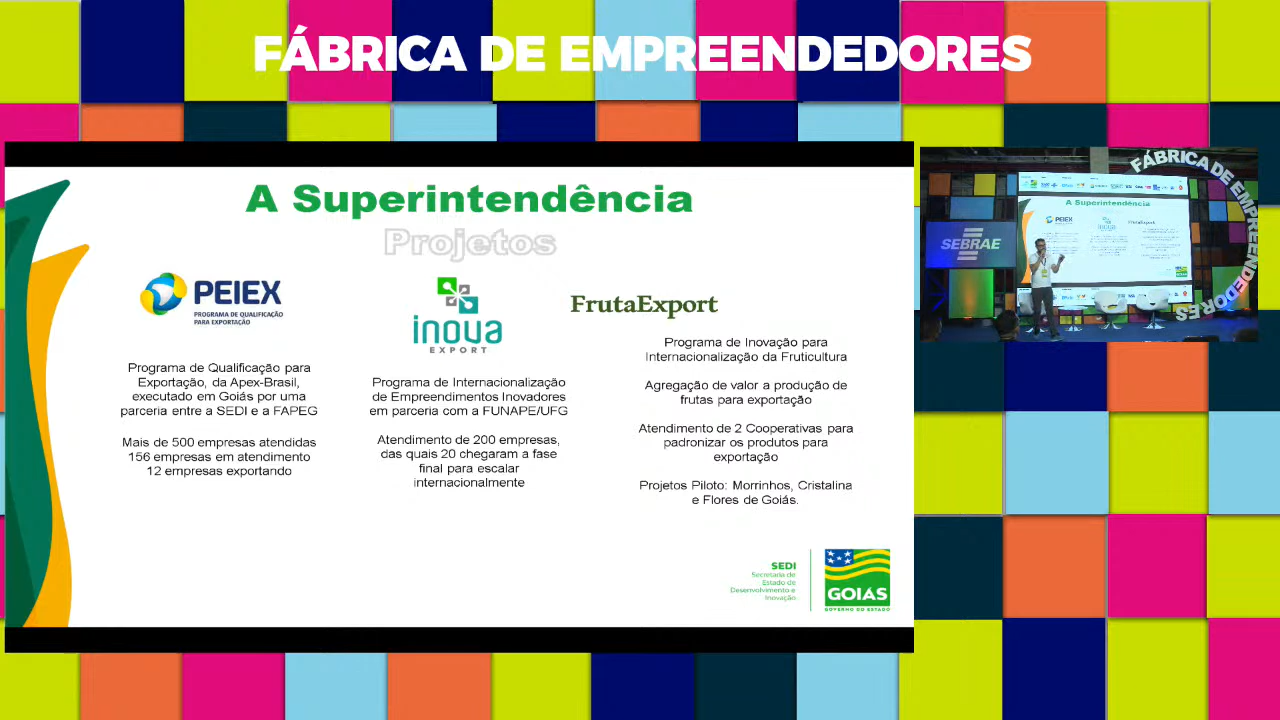 FÁBRICA DE EMPREENDEDORES
A Superintendência
Projetos
PEIEX
PROGRAMA DE QUALIFICAÇÃO
PARA EXPORTAÇÃO
Programa de Qualificação para
Exportação, da Apex-Brasil,
executado em Goiás por uma
parceria entre a SEDI e a FAPEG
Mais de 500 empresas atendidas
156 empresas em atendimento
12 empresas exportando
inova
EXPORT
Programa de Internacionalização
de Empreendimentos Inovadores
em parceria com a FUNAPE/UFG
Atendimento de 200 empresas,
das quais 20 chegaram a fase
final para escalar
internacionalmente
FrutaExport
Programa de Inovação para
Internacionalização da Fruticultura
Agregação de valor a produção de
frutas para exportação
Atendimento de 2 Cooperativas para
padronizar os produtos para
exportação
Projetos Piloto: Morrinhos, Cristalina
e Flores de Goiás.
SEDI
Secretaria de
Estado de
Desenvolvimento e
Inovação
GOIÁS
GOVERNO DO ESTADO
FÁBRICA DE EMPREENDEDORES
SEBRAE
A Superintendência
PEIEX
inova
FrutaExport